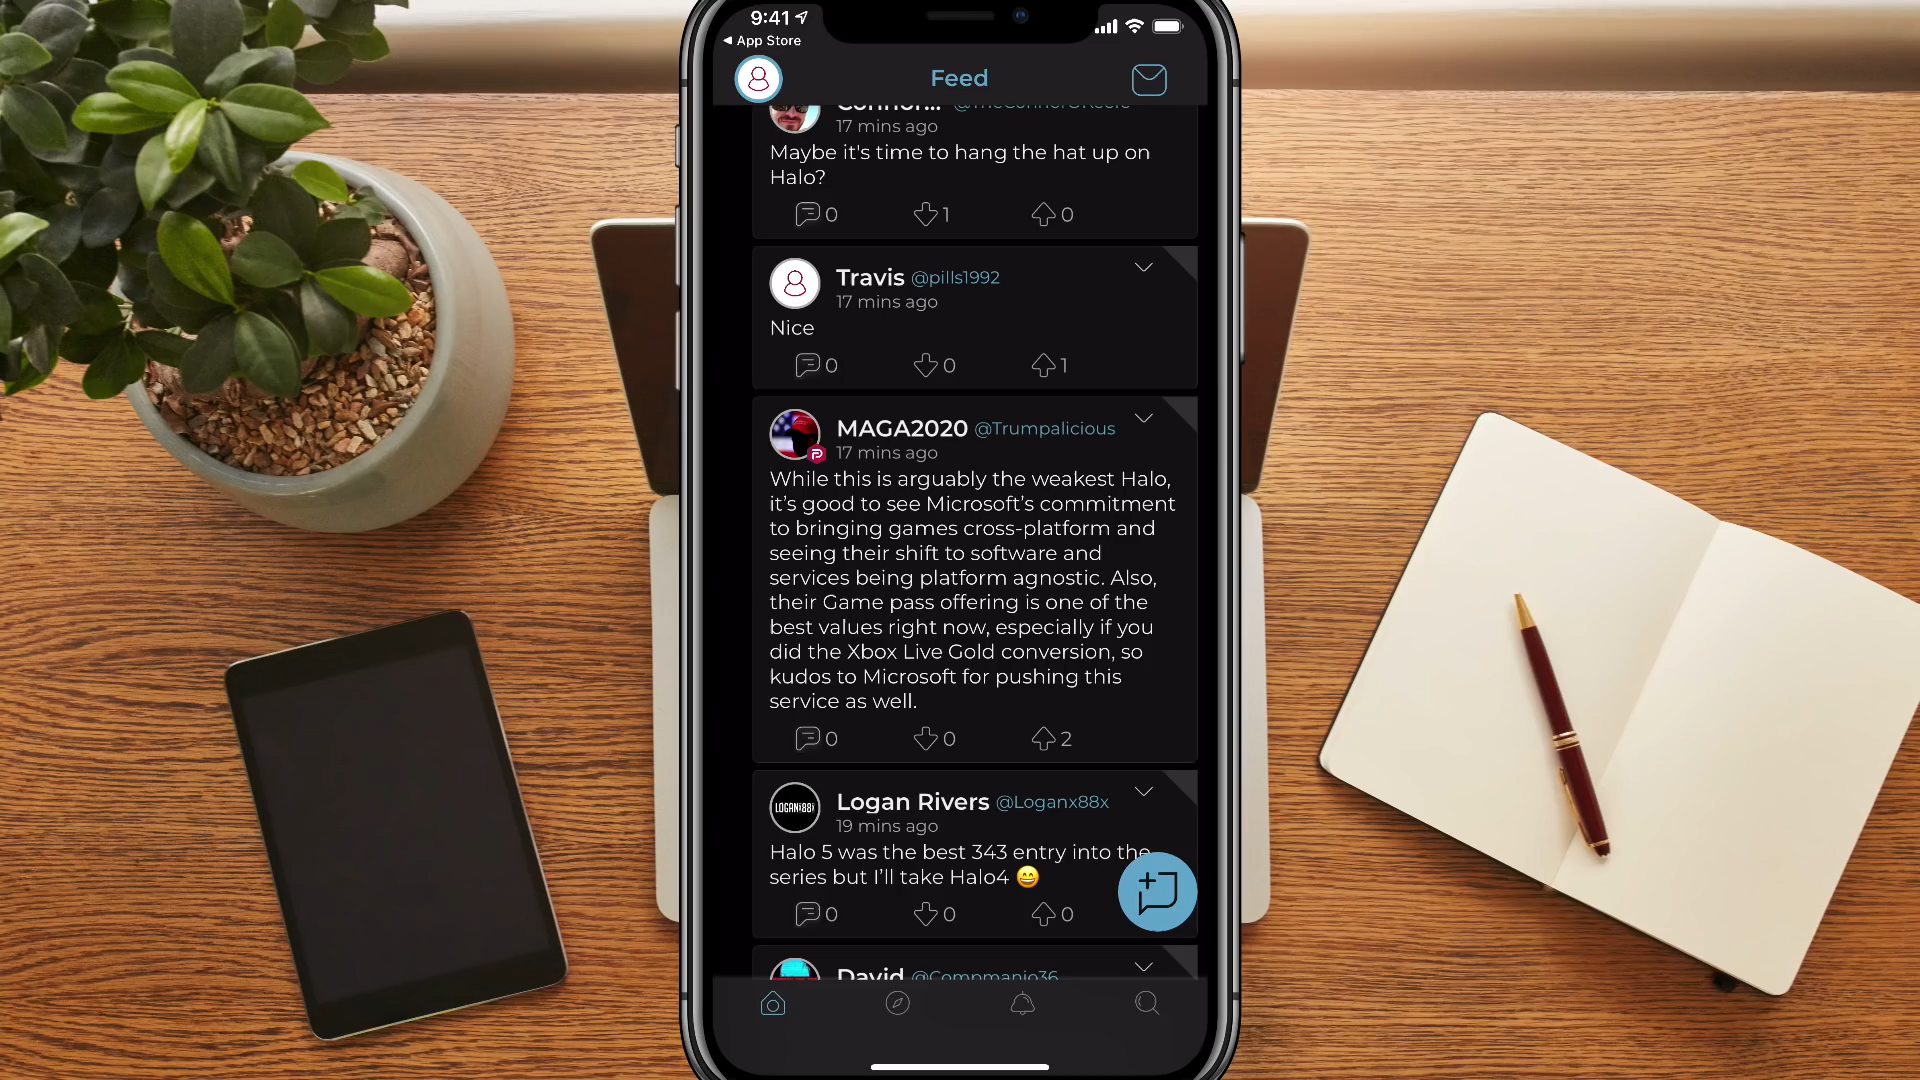 9:41
◄ App Store
Feed
Connor... @TheConnorOKeefe
17 mins ago
Maybe it's time to hang the hat up on
Halo?
0 1 0
Travis @pills1992
17 mins ago
Nice
0 0 1
MAGA2020 @Trumpalicious
17 mins ago
While this is arguably the weakest Halo,
it’s good to see Microsoft’s commitment
to bringing games cross-platform and
seeing their shift to software and
services being platform agnostic. Also,
their Game pass offering is one of the
best values right now, especially if you
did the Xbox Live Gold conversion, so
kudos to Microsoft for pushing this
service as well.
0 0 2
LOGANX88X
Logan Rivers @Loganx88x
19 mins ago
Halo 5 was the best 343 entry into the
series but I’ll take Halo4 😄
0 0 0
David @Compmanio36